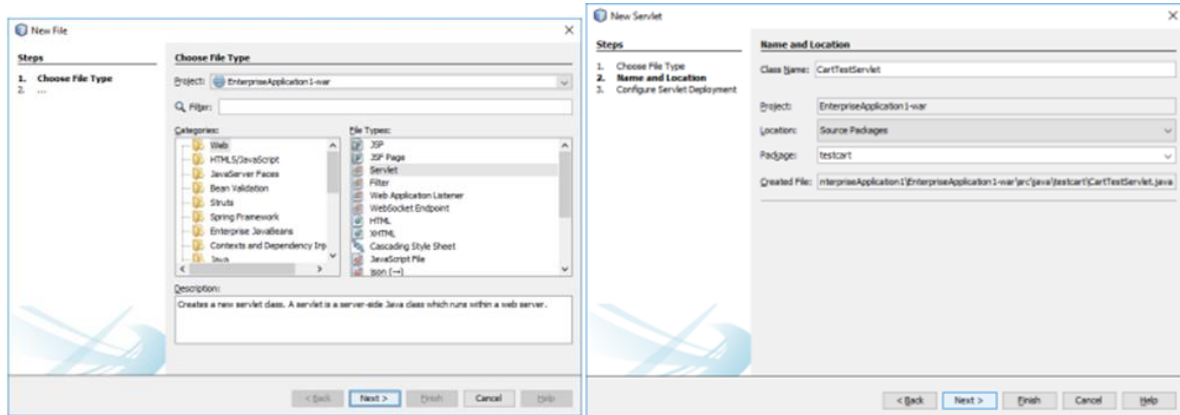 New File
Steps
1. Choose File Type
2. ...
Choose File Type
Project: EnterpriseApplication1-war
Filter:
Categories:
Web
HTML5/JavaScript
JavaServer Faces
Bean Validation
Struts
Spring Framework
Enterprise JavaBeans
Contexts and Dependency Inj
Java
File Types:
JSP
JSF Page
Servlet
Filter
Web Application Listener
WebSocket Endpoint
HTML
XHTML
Cascading Style Sheet
JavaScript File
Description:
Creates a new servlet class. A servlet is a server-side Java class which runs within a web server.
< Back Next > Finish Cancel Help
New Servlet
Steps
1. Choose File Type
2. Name and Location
3. Configure Servlet Deployment
Name and Location
Class Name: CartTestServlet
Project: EnterpriseApplication1-war
Location: Source Packages
Package: testcart
Created File: nterpriseApplication1\EnterpriseApplication1-war\src\java\testcart\CartTestServlet.java
< Back Next > Finish Cancel Help